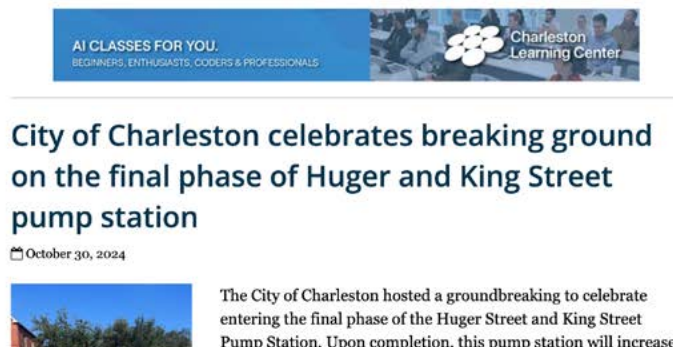 AI CLASSES FOR YOU.
BEGINNERS, ENTHUSIASTS, CODERS & PROFESSIONALS
Charleston
Learning Center
City of Charleston celebrates breaking ground
on the final phase of Huger and King Street
pump station
October 30, 2024
The City of Charleston hosted a groundbreaking to celebrate
entering the final phase of the Huger Street and King Street
Pump Station. Upon completion, this pump station will increase